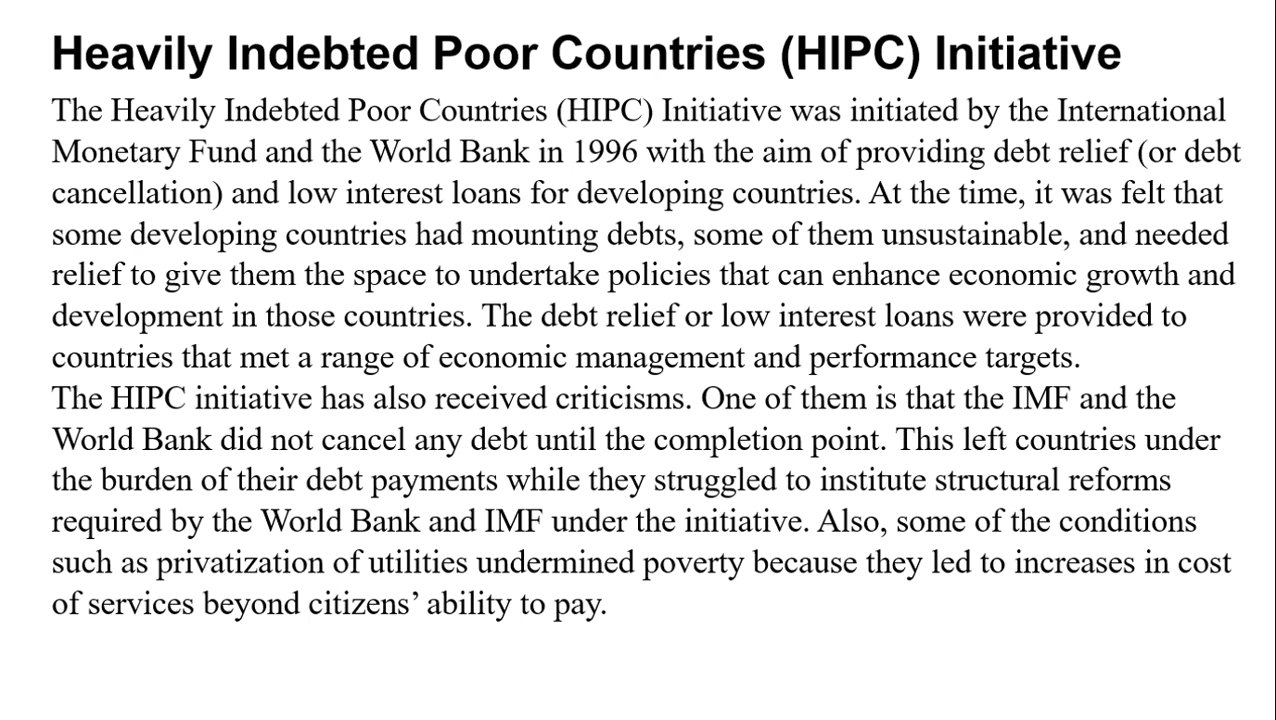 Heavily Indebted Poor Countries (HIPC) Initiative
The Heavily Indebted Poor Countries (HIPC) Initiative was initiated by the International
Monetary Fund and the World Bank in 1996 with the aim of providing debt relief (or debt
cancellation) and low interest loans for developing countries. At the time, it was felt that
some developing countries had mounting debts, some of them unsustainable, and needed
relief to give them the space to undertake policies that can enhance economic growth and
development in those countries. The debt relief or low interest loans were provided to
countries that met a range of economic management and performance targets.
The HIPC initiative has also received criticisms. One of them is that the IMF and the
World Bank did not cancel any debt until the completion point. This left countries under
the burden of their debt payments while they struggled to institute structural reforms
required by the World Bank and IMF under the initiative. Also, some of the conditions
such as privatization of utilities undermined poverty because they led to increases in cost
of services beyond citizens’ ability to pay.